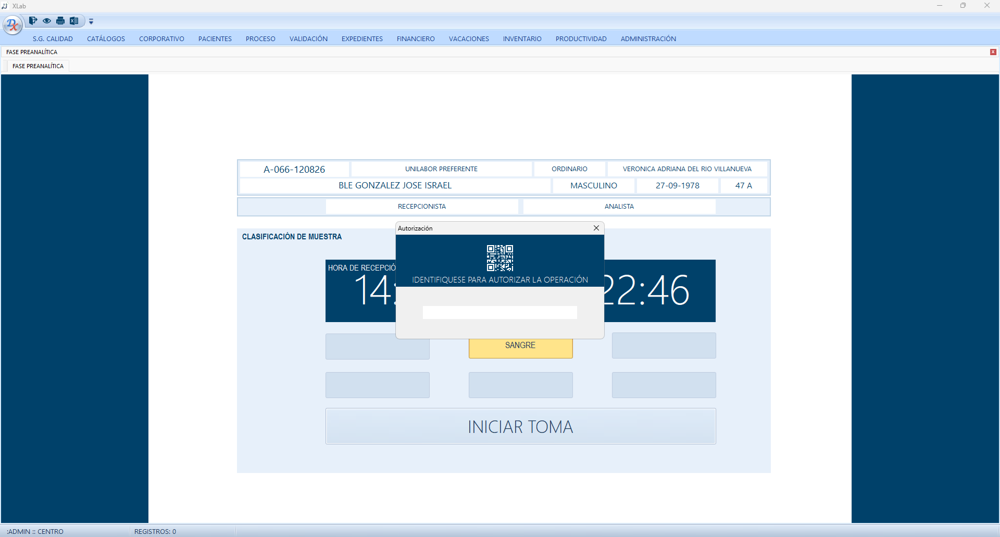 XLab
S.G. CALIDAD CATÁLOGOS CORPORATIVO PACIENTES PROCESO VALIDACIÓN EXPEDIENTES FINANCIERO VACACIONES INVENTARIO PRODUCTIVIDAD ADMINISTRACIÓN
FASE PREANALÍTICA
FASE PREANALÍTICA
A-066-120826 UNILABOR PREFERENTE ORDINARIO VERONICA ADRIANA DEL RIO VILLANUEVA
BLE GONZALEZ JOSE ISRAEL MASCULINO 27-09-1978 47 A
RECEPCIONISTA ANALISTA
Autorización
CLASIFICACIÓN DE MUESTRA
HORA DE RECEPCIÓ
IDENTIFIQUESE PARA AUTORIZAR LA OPERACIÓN
14: 22:46
SANGRE
INICIAR TOMA
:ADMIN :: CENTRO REGISTROS: 0